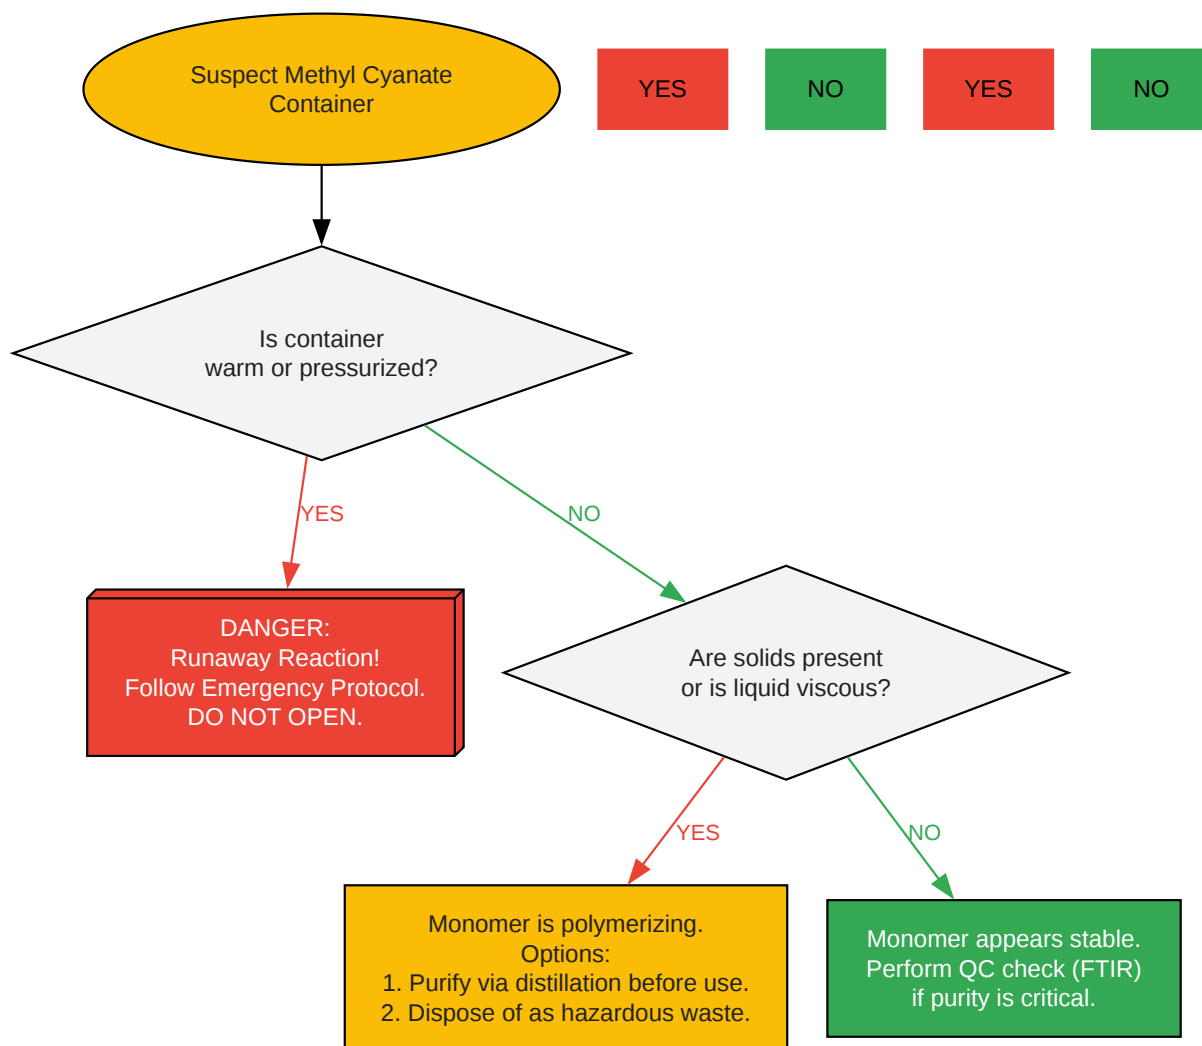 Suspect Methyl Cyanate
Container
YES
NO
YES
NO
Is container
warm or pressurized?
YES
NO
DANGER:
Runaway Reaction!
Follow Emergency Protocol.
DO NOT OPEN.
Are solids present
or is liquid viscous?
YES
NO
Monomer is polymerizing.
Options:
1. Purify via distillation before use.
2. Dispose of as hazardous waste.
Monomer appears stable.
Perform QC check (FTIR)
if purity is critical.